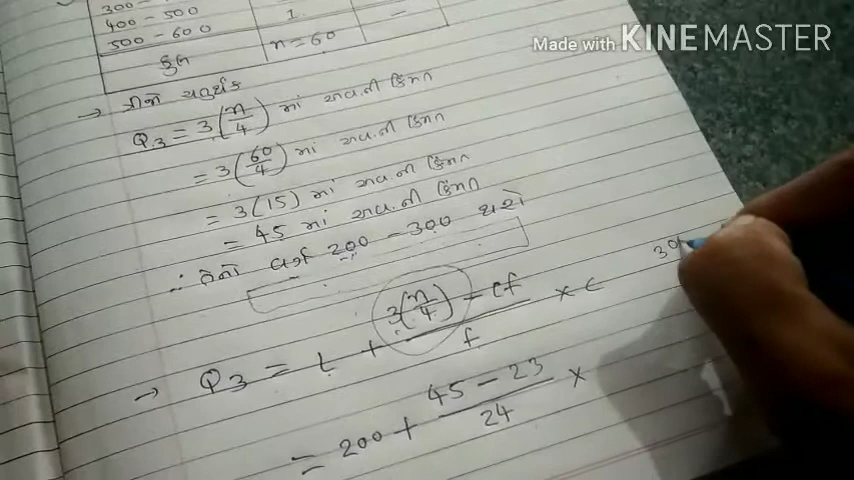 300 -
400 - 500 1 -
500 - 600
કુલ n = 60
Made with KINEMASTER
→ ત્રીજો ચતુર્થક
Q3 = 3(n/4) માં અવ.ની કિંમત
= 3(60/4) માં અવ.ની કિંમત
= 3(15) માં અવ.ની કિંમત
= 45 માં અવ.ની કિંમત
∴ તેનો વર્ગ 200 - 300 થશે
→ Q3 = L + (3(n/4) - cf)/f × c
= 200 + (45 - 23)/24 ×